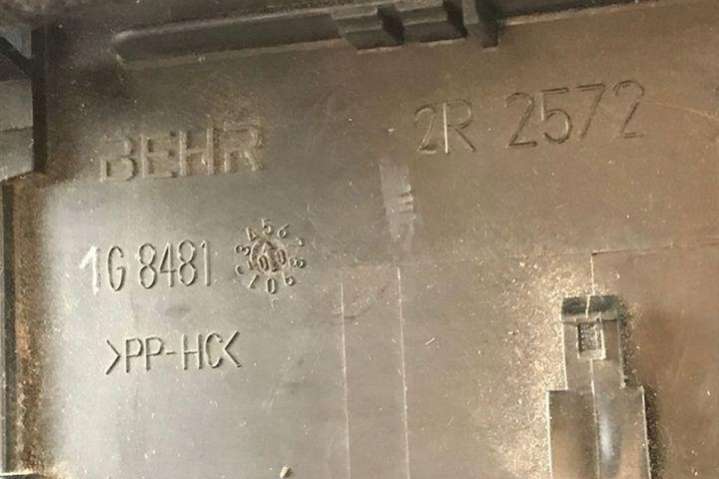 BEHR
2R 2572
1G 8481
>PP-HC<